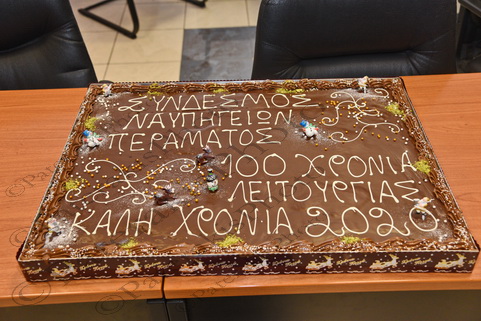 ΣΥΝΔΕΣΜΟΣ
ΝΑΥΠΗΓΕΙΩΝ
ΠΕΡΑΜΑΤΟΣ
100 ΧΡΟΝΙΑ
ΛΕΙΤΟΥΡΓΙΑΣ
ΚΑΛΗ ΧΡΟΝΙΑ 2020